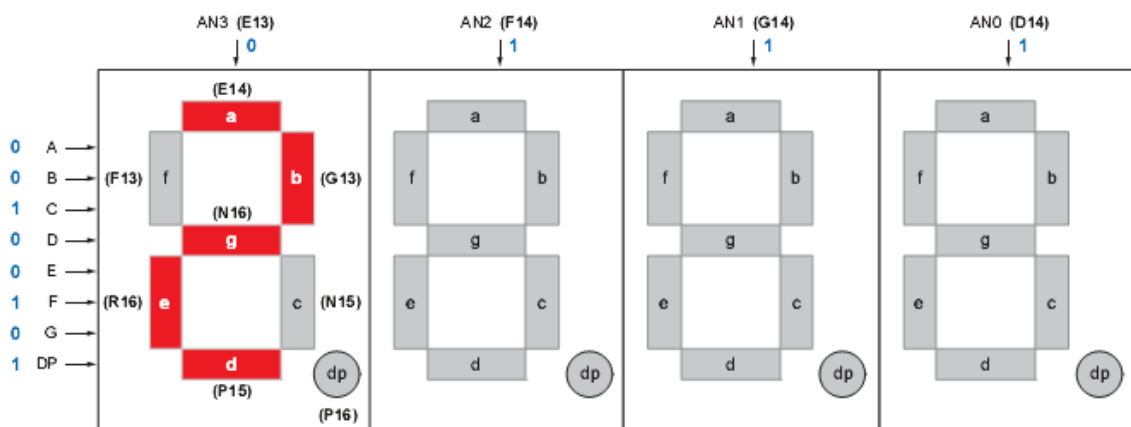 AN3 (E13) AN2 (F14) AN1 (G14) AN0 (D14)
0 1 1 1
(E14)
a a a a
0 A
0 B (F13) f b (G13) f b f b f b
1 C
(N16)
0 D g g g g
0 E
1 F (R16) e c (N15) e c e c e c
0 G
1 DP d dp d dp d dp d dp
(P15)
(P16)